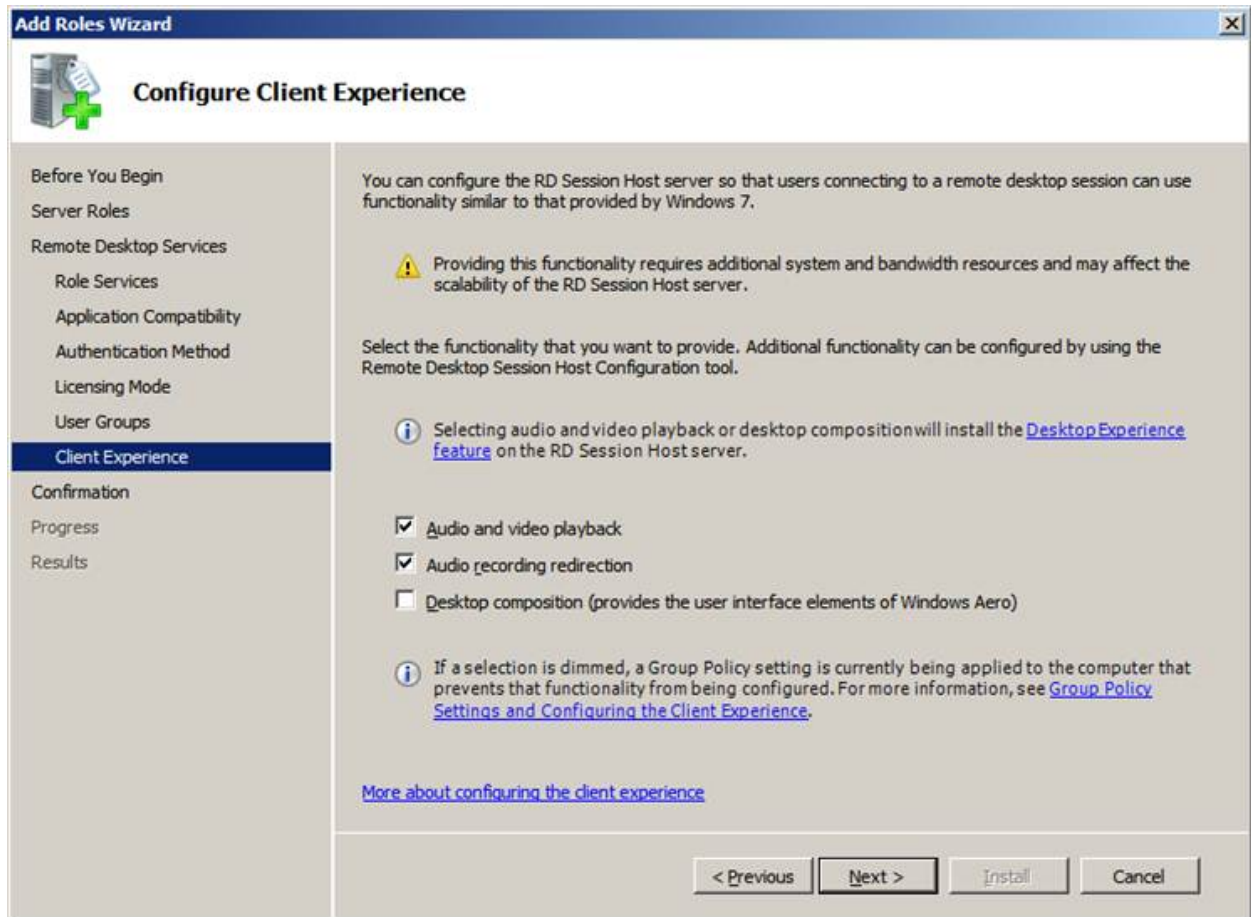 Add Roles Wizard
Configure Client Experience
Before You Begin
Server Roles
Remote Desktop Services
Role Services
Application Compatibility
Authentication Method
Licensing Mode
User Groups
Client Experience
Confirmation
Progress
Results
You can configure the RD Session Host server so that users connecting to a remote desktop session can use
functionality similar to that provided by Windows 7.
Providing this functionality requires additional system and bandwidth resources and may affect the
scalability of the RD Session Host server.
Select the functionality that you want to provide. Additional functionality can be configured by using the
Remote Desktop Session Host Configuration tool.
Selecting audio and video playback or desktop composition will install the Desktop Experience
feature on the RD Session Host server.
Audio and video playback
Audio recording redirection
Desktop composition (provides the user interface elements of Windows Aero)
If a selection is dimmed, a Group Policy setting is currently being applied to the computer that
prevents that functionality from being configured. For more information, see Group Policy
Settings and Configuring the Client Experience.
More about configuring the client experience
< Previous
Next >
Install
Cancel